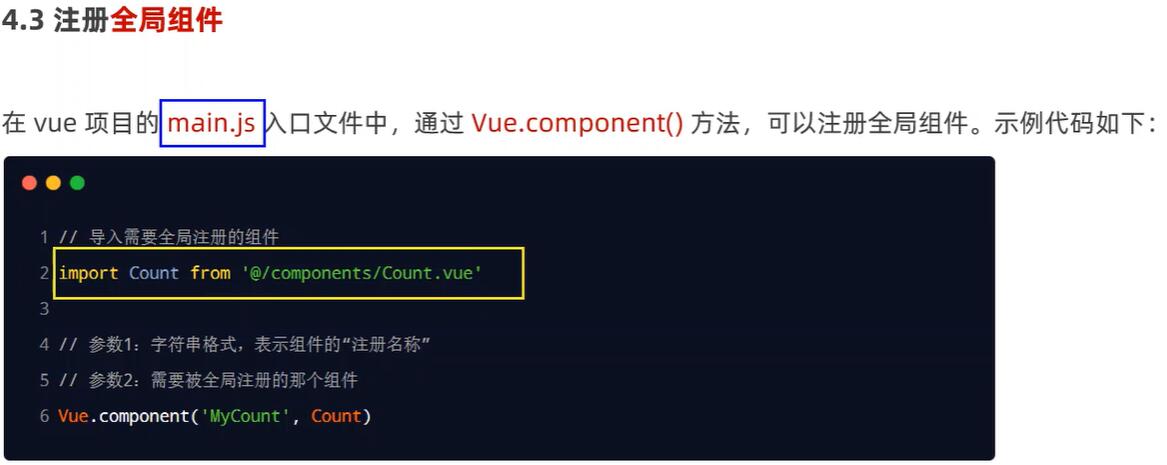 4.3 注册全局组件
在 vue 项目的 main.js 入口文件中，通过 Vue.component() 方法，可以注册全局组件。示例代码如下：
1 // 导入需要全局注册的组件
2 import Count from '@/components/Count.vue'
3
4 // 参数1：字符串格式，表示组件的“注册名称”
5 // 参数2：需要被全局注册的那个组件
6 Vue.component('MyCount', Count)